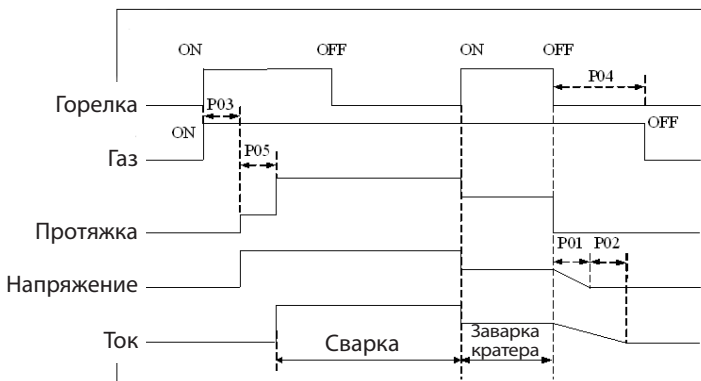 ON OFF ON OFF
Горелка P03 P04
ON OFF
Газ P05
Протяжка
P01 P02
Напряжение
Ток Сварка Заварка
кратера